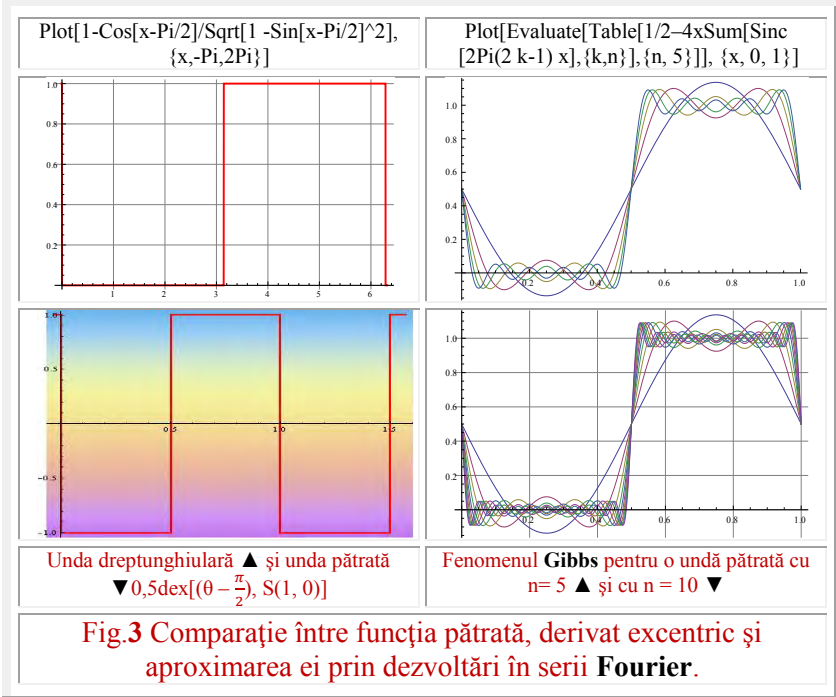 Plot[1-Cos[x-Pi/2]/Sqrt[1 -Sin[x-Pi/2]^2],
{x,-Pi,2Pi}]
Plot[Evaluate[Table[1/2–4xSum[Sinc
[2Pi(2 k-1) x],{k,n}],{n, 5}]], {x, 0, 1}]
1.0
0.8
0.6
0.4
0.2
1 2 3 4 5 6
1.0
0.8
0.6
0.4
0.2
0.2 0.4 0.6 0.8 1.0
1.0
0.5
-0.5
-1.0
0.5 1.0 1.5
1.0
0.8
0.6
0.4
0.2
0.2 0.4 0.6 0.8 1.0
Unda dreptunghiulară ▲ şi unda pătrată
▼0,5dex[(θ – π/2), S(1, 0)]
Fenomenul Gibbs pentru o undă pătrată cu
n= 5 ▲ şi cu n = 10 ▼
Fig.3 Comparaţie între funcţia pătrată, derivat excentric şi
aproximarea ei prin dezvoltări în serii Fourier.